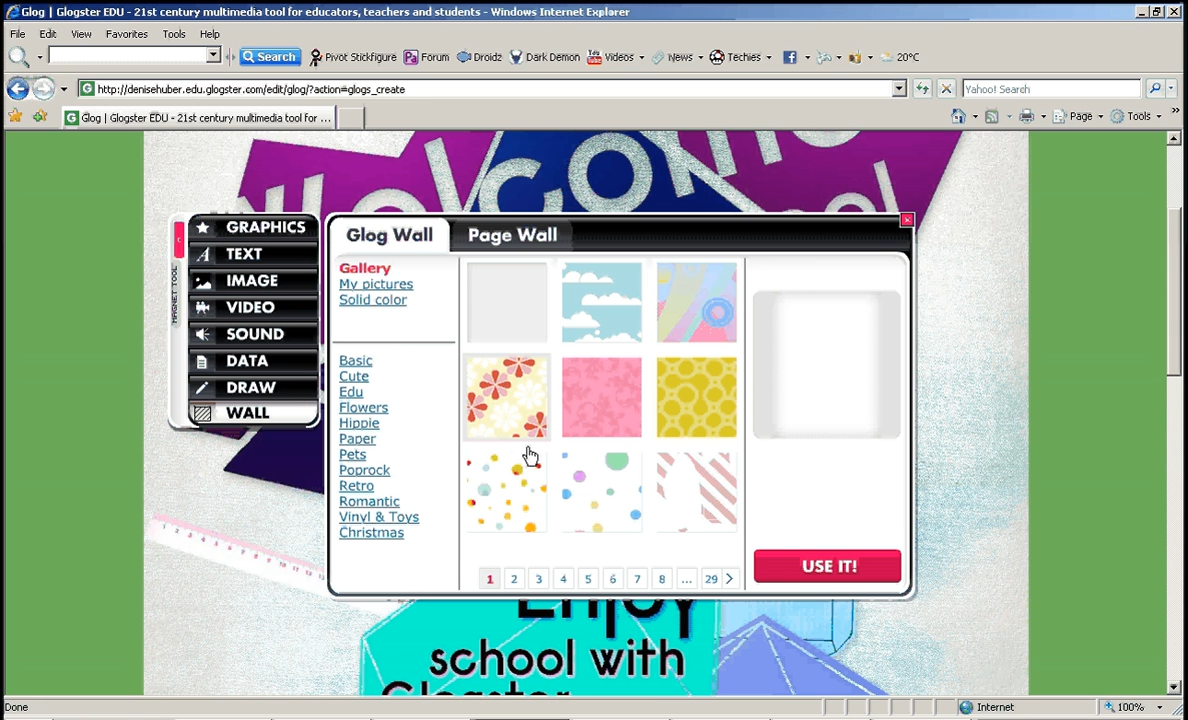 Glog | Glogster EDU - 21st century multimedia tool for educators, teachers and students - Windows Internet Explorer
File Edit View Favorites Tools Help
Search Pivot Stickfigure Forum Droidz Dark Demon You Tube Videos News Techies 20°C
http://denisehuber.edu.glogster.com/edit/glog/?action=glogs_create
Yahoo! Search
Glog | Glogster EDU - 21st century multimedia tool for ...
Page Tools
Welcome
MAGNET TOOL
GRAPHICS
TEXT
IMAGE
VIDEO
SOUND
DATA
DRAW
WALL
Glog Wall Page Wall
Gallery
My pictures
Solid color
Basic
Cute
Edu
Flowers
Hippie
Paper
Pets
Poprock
Retro
Romantic
Vinyl & Toys
Christmas
1 2 3 4 5 6 7 8 ... 29 >
USE IT!
Enjoy
school with
Glogster
Done Internet 100%